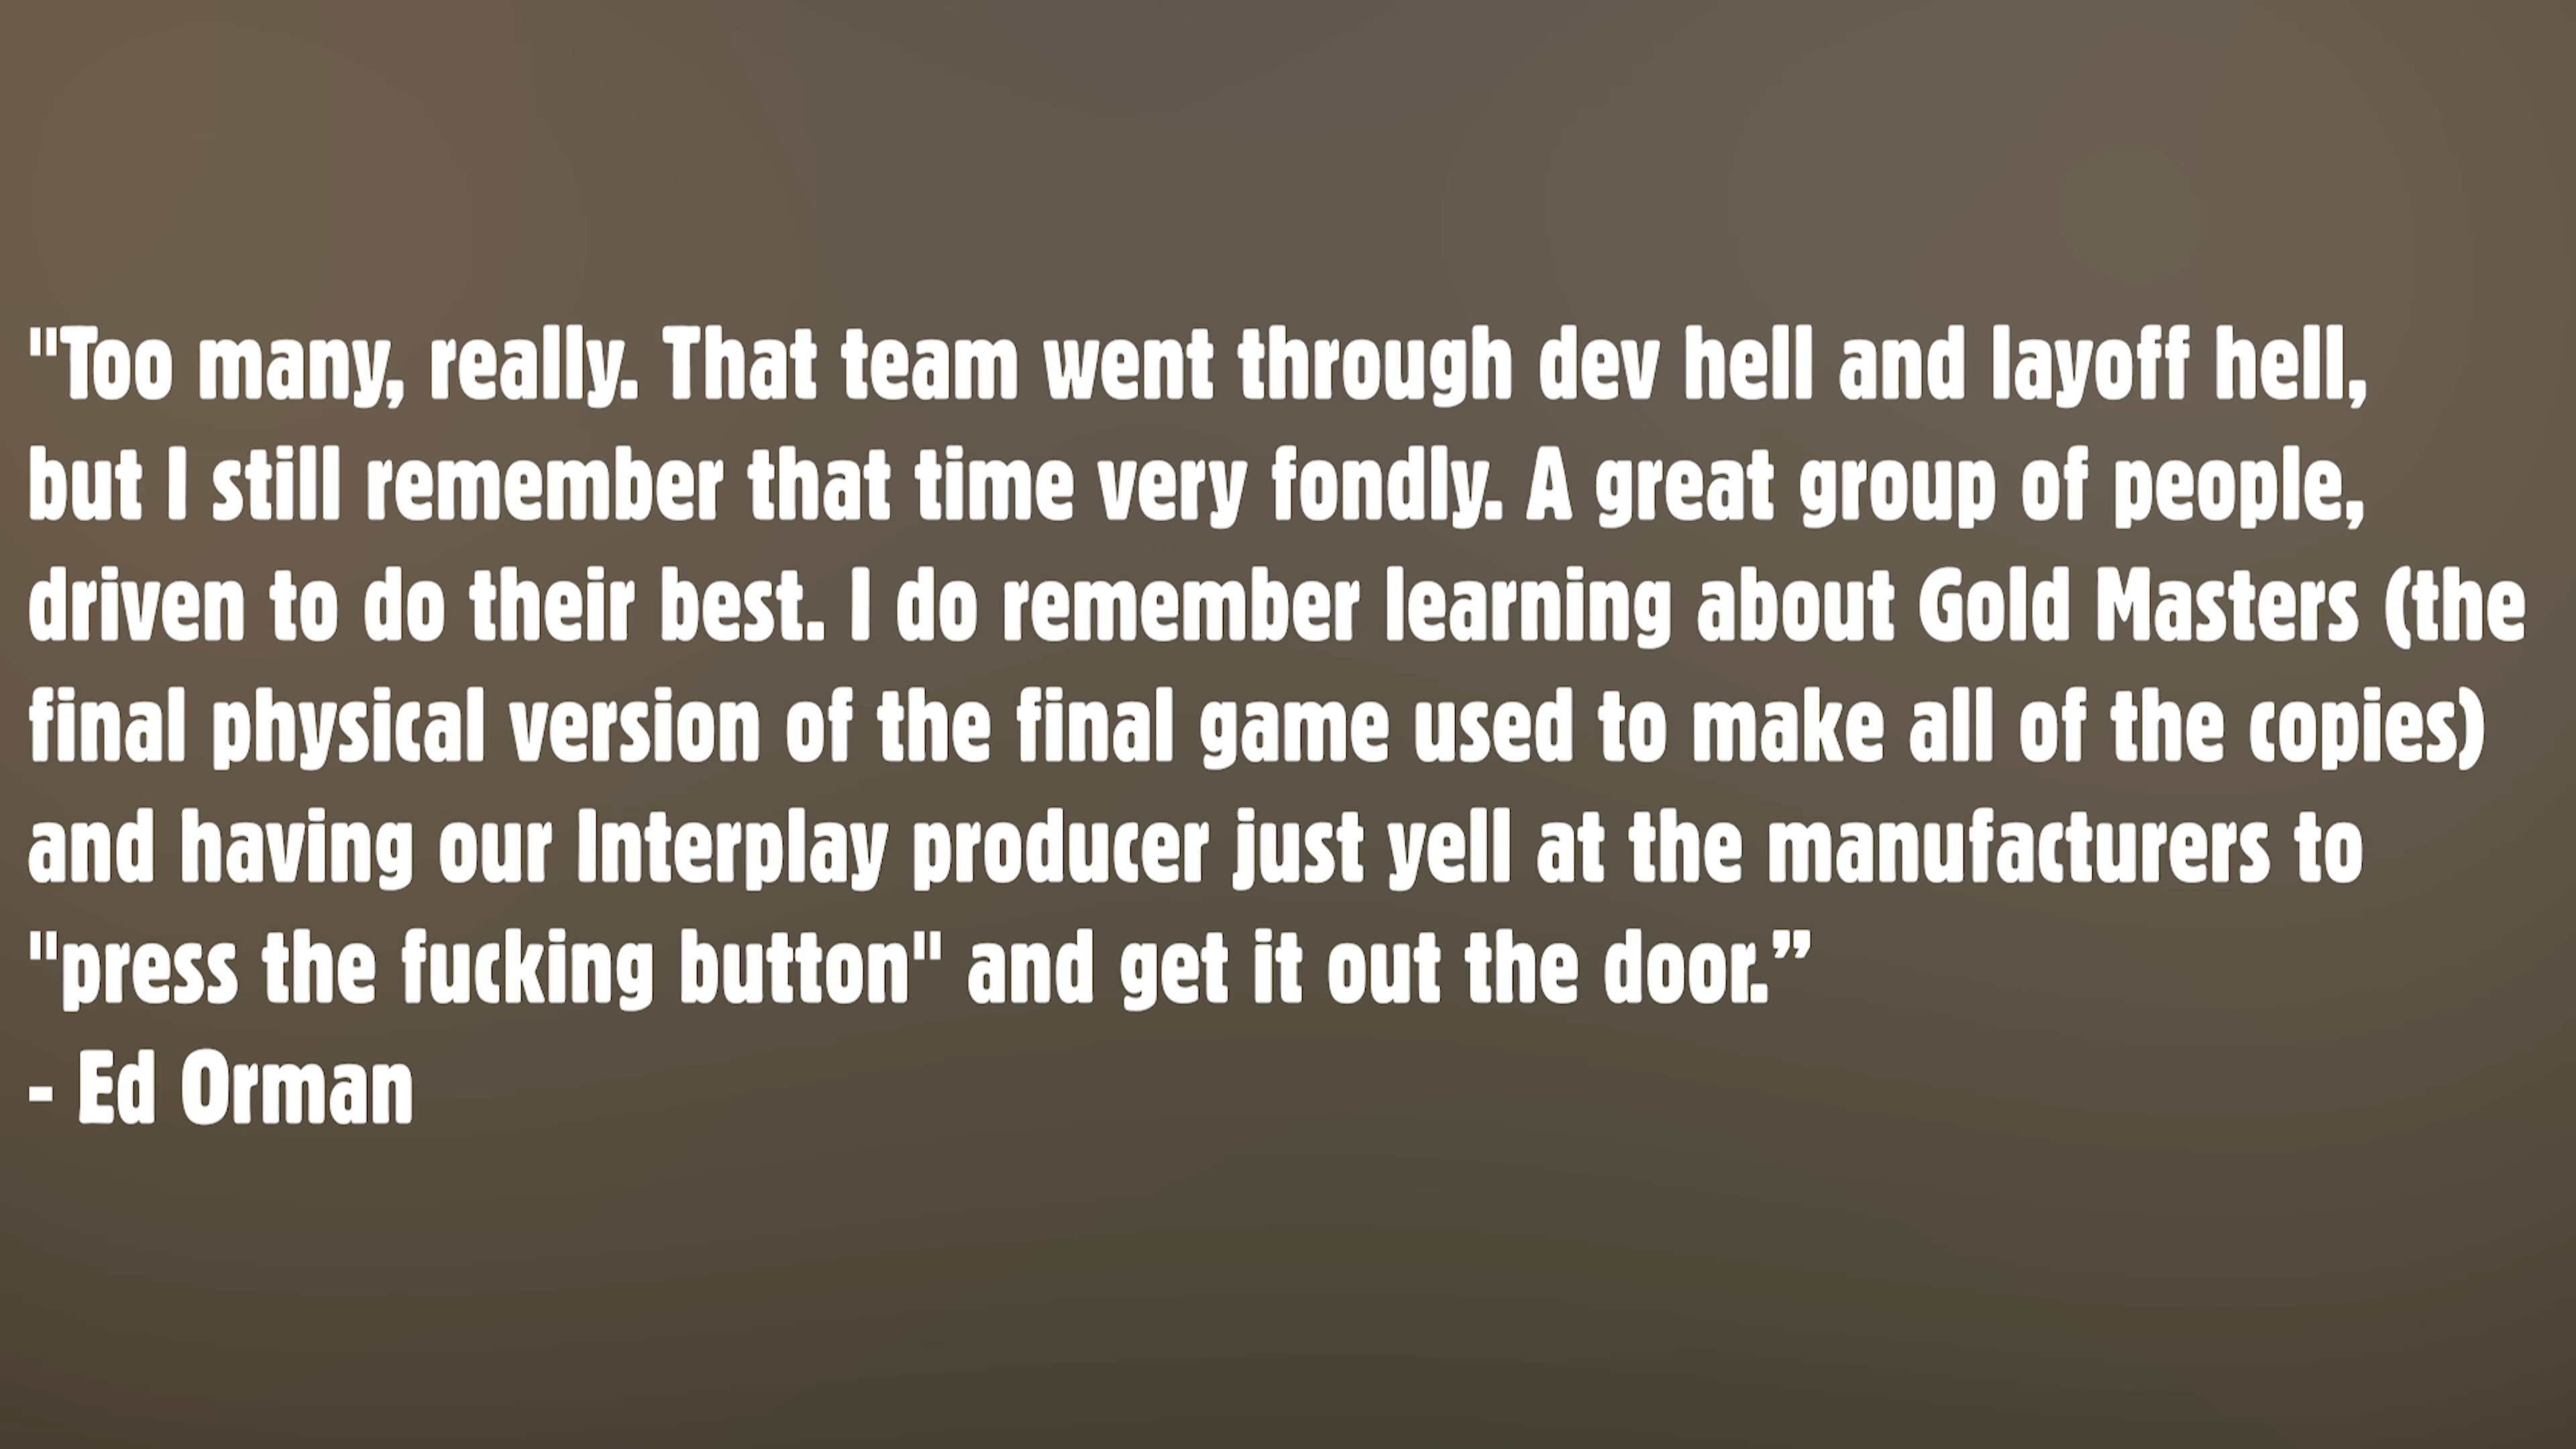 "Too many, really. That team went through dev hell and layoff hell,
but I still remember that time very fondly. A great group of people,
driven to do their best. I do remember learning about Gold Masters (the
final physical version of the final game used to make all of the copies)
and having our Interplay producer just yell at the manufacturers to
"press the fucking button" and get it out the door.”
- Ed Orman